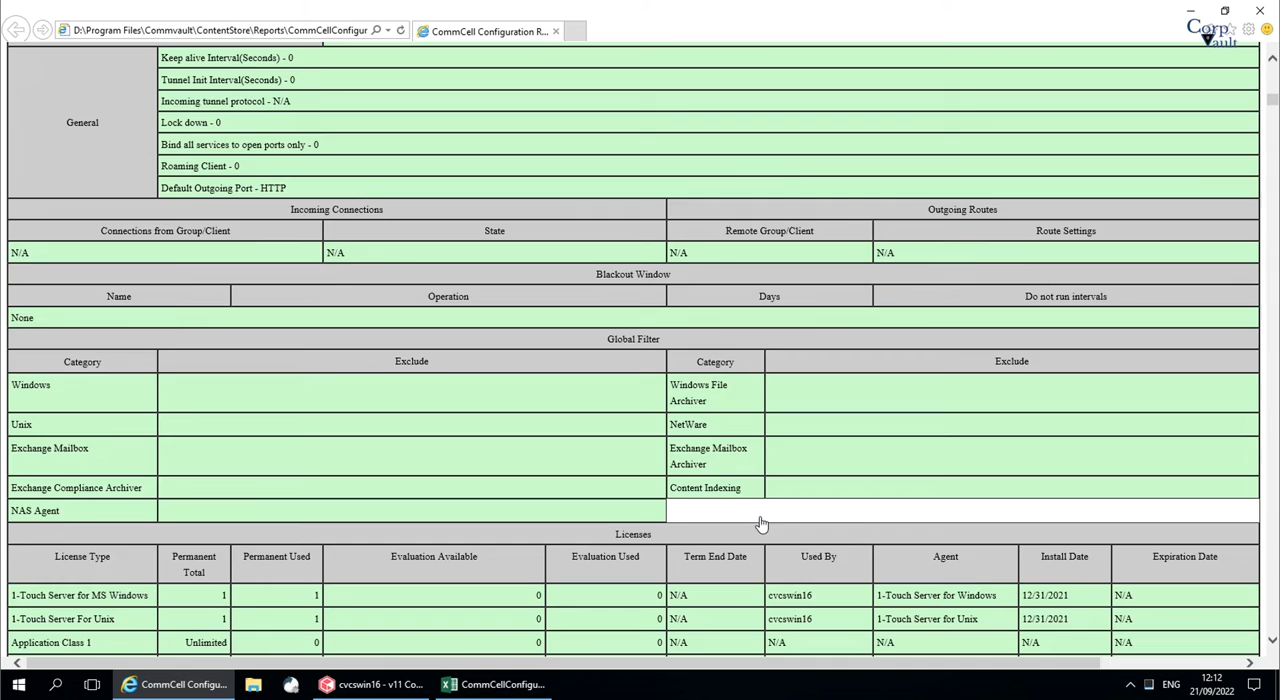 D:\Program Files\Commvault\ContentStore\Reports\CommCellConfigur
CommCell Configuration R...
Corp
Vault
General
Keep alive Interval(Seconds) - 0
Tunnel Init Interval(Seconds) - 0
Incoming tunnel protocol - N/A
Lock down - 0
Bind all services to open ports only - 0
Roaming Client - 0
Default Outgoing Port - HTTP
Incoming Connections Outgoing Routes
Connections from Group/Client State Remote Group/Client Route Settings
N/A N/A N/A N/A
Blackout Window
Name Operation Days Do not run intervals
None
Global Filter
Category Exclude Category Exclude
Windows Windows File
Archiver
Unix NetWare
Exchange Mailbox Exchange Mailbox
Archiver
Exchange Compliance Archiver Content Indexing
NAS Agent
Licenses
License Type Permanent
Total Permanent Used Evaluation Available Evaluation Used Term End Date Used By Agent Install Date Expiration Date
1-Touch Server for MS Windows 1 1 0 0 N/A cvcswin16 1-Touch Server for Windows 12/31/2021 N/A
1-Touch Server For Unix 1 1 0 0 N/A cvcswin16 1-Touch Server for Unix 12/31/2021 N/A
Application Class 1 Unlimited 0 0 0 N/A N/A N/A N/A N/A
CommCell Configu... cvcswin16 - v11 Co... CommCellConfigu... ENG 12:12
21/09/2022